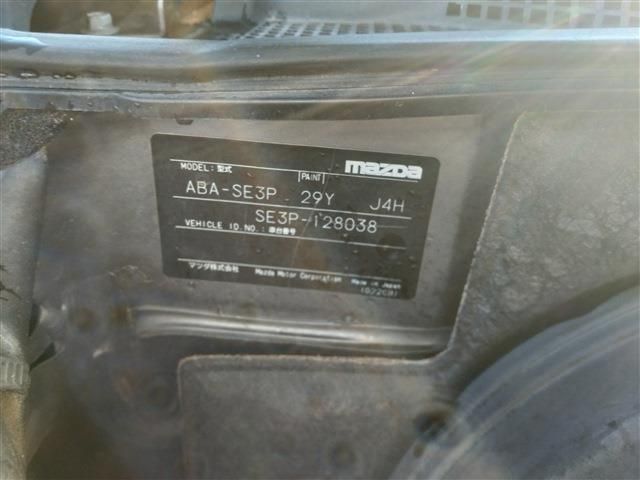 MODEL: 型式 PAINT mazda
ABA-SE3P 29Y J4H
SE3P-128038
VEHICLE ID.NO.: 車台番号
マツダ株式会社 Mazda Motor Corporation Made in Japan